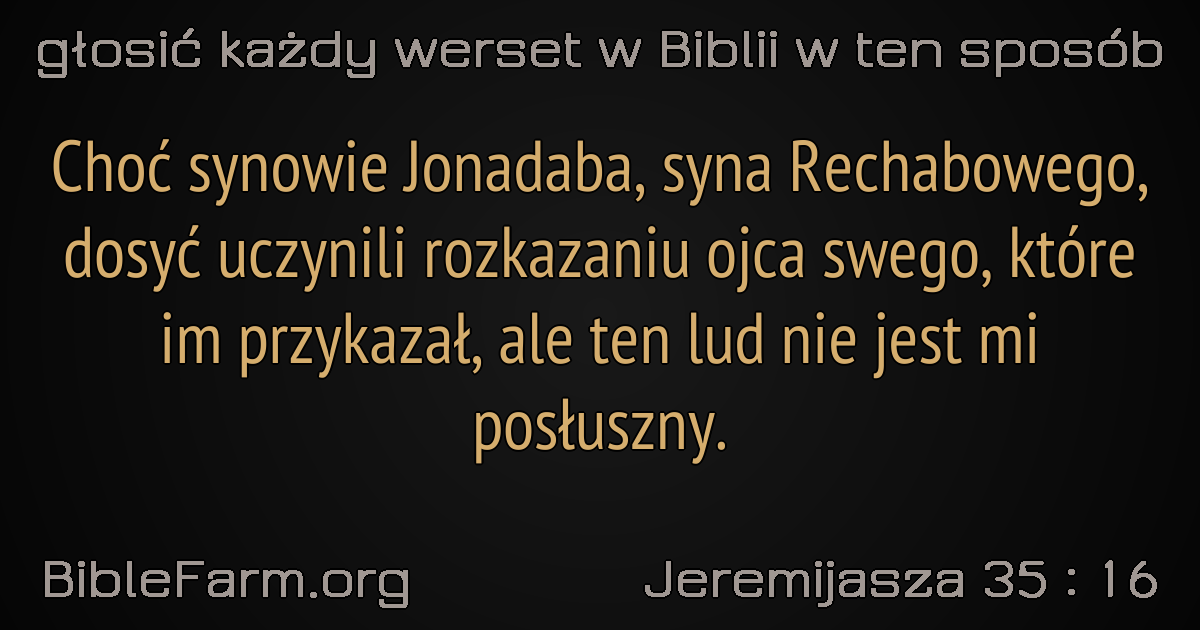 głosić każdy werset w Biblii w ten sposób
Choć synowie Jonadaba, syna Rechabowego,
dosyć uczynili rozkazaniu ojca swego, które
im przykazał, ale ten lud nie jest mi
posłuszny.
BibleFarm.org
Jeremijasza 35 : 16